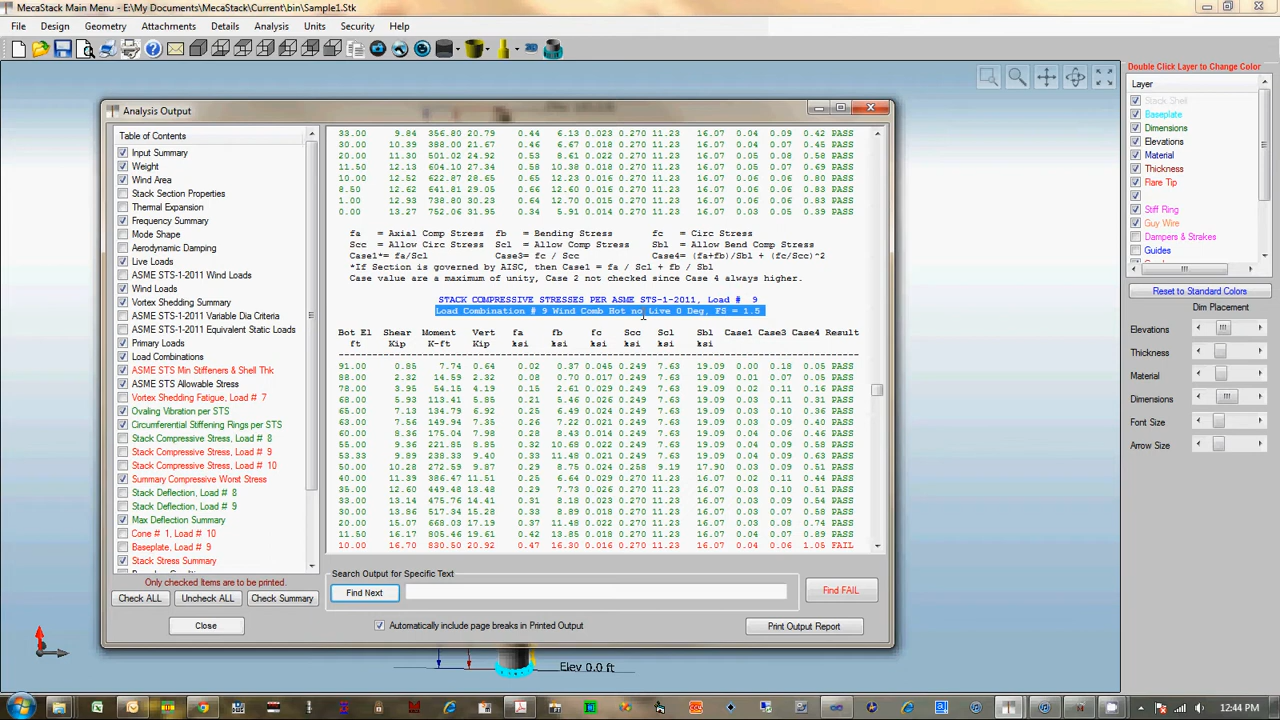 MecaStack Main Menu - E:\My Documents\MecaStack\Current\bin\Sample1.Stk
File Design Geometry Attachments Details Analysis Units Security Help
Analysis Output
Table of Contents
Input Summary
Weight
Wind Area
Stack Section Properties
Thermal Expansion
Frequency Summary
Mode Shape
Aerodynamic Damping
Live Loads
ASME STS-1-2011 Wind Loads
Wind Loads
Vortex Shedding Summary
ASME STS-1-2011 Variable Dia Criteria
ASME STS-1-2011 Equivalent Static Loads
Primary Loads
Load Combinations
ASME STS Min Stiffeners & Shell Thk
ASME STS Allowable Stress
Vortex Shedding Fatigue, Load # 7
Ovaling Vibration per STS
Circumferential Stiffening Rings per STS
Stack Compressive Stress, Load # 8
Stack Compressive Stress, Load # 9
Stack Compressive Stress, Load # 10
Summary Compressive Worst Stress
Stack Deflection, Load # 8
Stack Deflection, Load # 9
Max Deflection Summary
Cone # 1, Load # 10
Baseplate, Load # 9
Stack Stress Summary
Only checked Items are to be printed.
Check ALL Uncheck ALL Check Summary
Close
33.00 9.84 356.80 20.79 0.44 6.13 0.023 0.270 11.23 16.07 0.04 0.09 0.42 PASS
30.00 10.39 388.00 21.67 0.46 6.67 0.018 0.270 11.23 16.07 0.04 0.07 0.45 PASS
20.00 11.30 501.02 24.92 0.53 8.61 0.022 0.270 11.23 16.07 0.05 0.08 0.58 PASS
11.50 12.13 604.10 27.34 0.58 10.38 0.018 0.270 11.23 16.07 0.05 0.07 0.69 PASS
10.00 12.52 622.87 28.65 0.65 12.23 0.016 0.270 11.23 16.07 0.06 0.06 0.80 PASS
8.50 12.62 641.81 29.05 0.66 12.60 0.016 0.270 11.23 16.07 0.06 0.06 0.83 PASS
1.00 12.93 738.80 30.23 0.64 12.70 0.015 0.270 11.23 16.07 0.06 0.06 0.83 PASS
0.00 13.27 752.06 31.95 0.34 5.91 0.014 0.270 11.23 16.07 0.03 0.05 0.39 PASS
fa = Axial Comp Stress fb = Bending Stress fc = Circ Stress
Scc = Allow Circ Stress Scl = Allow Comp Stress Sbl = Allow Bend Comp Stress
Case1*= fa/Scl Case3= fc / Scc Case4= (fa+fb)/Sbl + (fc/Scc)^2
*If Section is governed by AISC, then Case1 = fa / Scl + fb / Sbl
Case value are a maximum of unity, Case 2 not checked since Case 4 always higher.
STACK COMPRESSIVE STRESSES PER ASME STS-1-2011, Load # 9
Load Combination # 9 Wind Comb Hot no Live 0 Deg, FS = 1.5
Bot El Shear Moment Vert fa fb fc Scc Scl Sbl Case1 Case3 Case4 Result
ft Kip K-ft Kip ksi ksi ksi ksi ksi ksi
91.00 0.85 7.74 0.64 0.02 0.37 0.045 0.249 7.63 19.09 0.00 0.18 0.05 PASS
88.00 2.32 14.59 2.32 0.08 0.70 0.017 0.249 7.63 19.09 0.01 0.07 0.05 PASS
78.00 3.95 54.15 4.19 0.15 2.61 0.029 0.249 7.63 19.09 0.02 0.11 0.16 PASS
68.00 5.93 113.41 5.85 0.21 5.46 0.026 0.249 7.63 19.09 0.03 0.10 0.31 PASS
65.00 7.13 134.79 6.92 0.24 6.49 0.026 0.249 7.63 19.09 0.03 0.10 0.36 PASS
63.00 7.56 149.94 7.35 0.26 7.22 0.021 0.249 7.63 19.09 0.03 0.09 0.40 PASS
60.00 8.36 175.04 7.98 0.28 8.43 0.014 0.249 7.63 19.09 0.04 0.06 0.46 PASS
55.00 9.36 221.85 8.95 0.32 10.68 0.022 0.249 7.63 19.09 0.04 0.09 0.58 PASS
53.33 9.89 238.33 9.40 0.33 11.48 0.021 0.249 7.63 19.09 0.04 0.09 0.63 PASS
50.00 10.28 272.59 9.87 0.29 8.75 0.024 0.258 9.19 17.90 0.03 0.09 0.51 PASS
40.00 11.39 386.47 11.51 0.25 6.64 0.029 0.270 11.23 16.07 0.02 0.11 0.44 PASS
35.00 12.60 449.48 13.48 0.29 7.73 0.026 0.270 11.23 16.07 0.03 0.10 0.51 PASS
33.00 13.14 475.76 14.41 0.31 8.18 0.023 0.270 11.23 16.07 0.03 0.09 0.54 PASS
30.00 13.86 517.34 15.28 0.33 8.89 0.018 0.270 11.23 16.07 0.03 0.07 0.58 PASS
20.00 15.07 668.03 17.19 0.37 11.48 0.022 0.270 11.23 16.07 0.03 0.08 0.74 PASS
11.50 16.17 805.46 19.61 0.42 13.85 0.018 0.270 11.23 16.07 0.04 0.07 0.89 PASS
10.00 16.70 830.50 20.92 0.47 16.30 0.016 0.270 11.23 16.07 0.04 0.06 1.05 FAIL
Search Output for Specific Text
Find Next Find FAIL
Automatically include page breaks in Printed Output Print Output Report
Elev 0.0 ft
Double Click Layer to Change Color
Layer
Stack Shell
Baseplate
Dimensions
Elevations
Material
Thickness
Flare Tip
Stiff Ring
Guy Wire
Dampers & Strakes
Guides
Reset to Standard Colors
Dim Placement
Elevations
Thickness
Material
Dimensions
Font Size
Arrow Size
12:44 PM